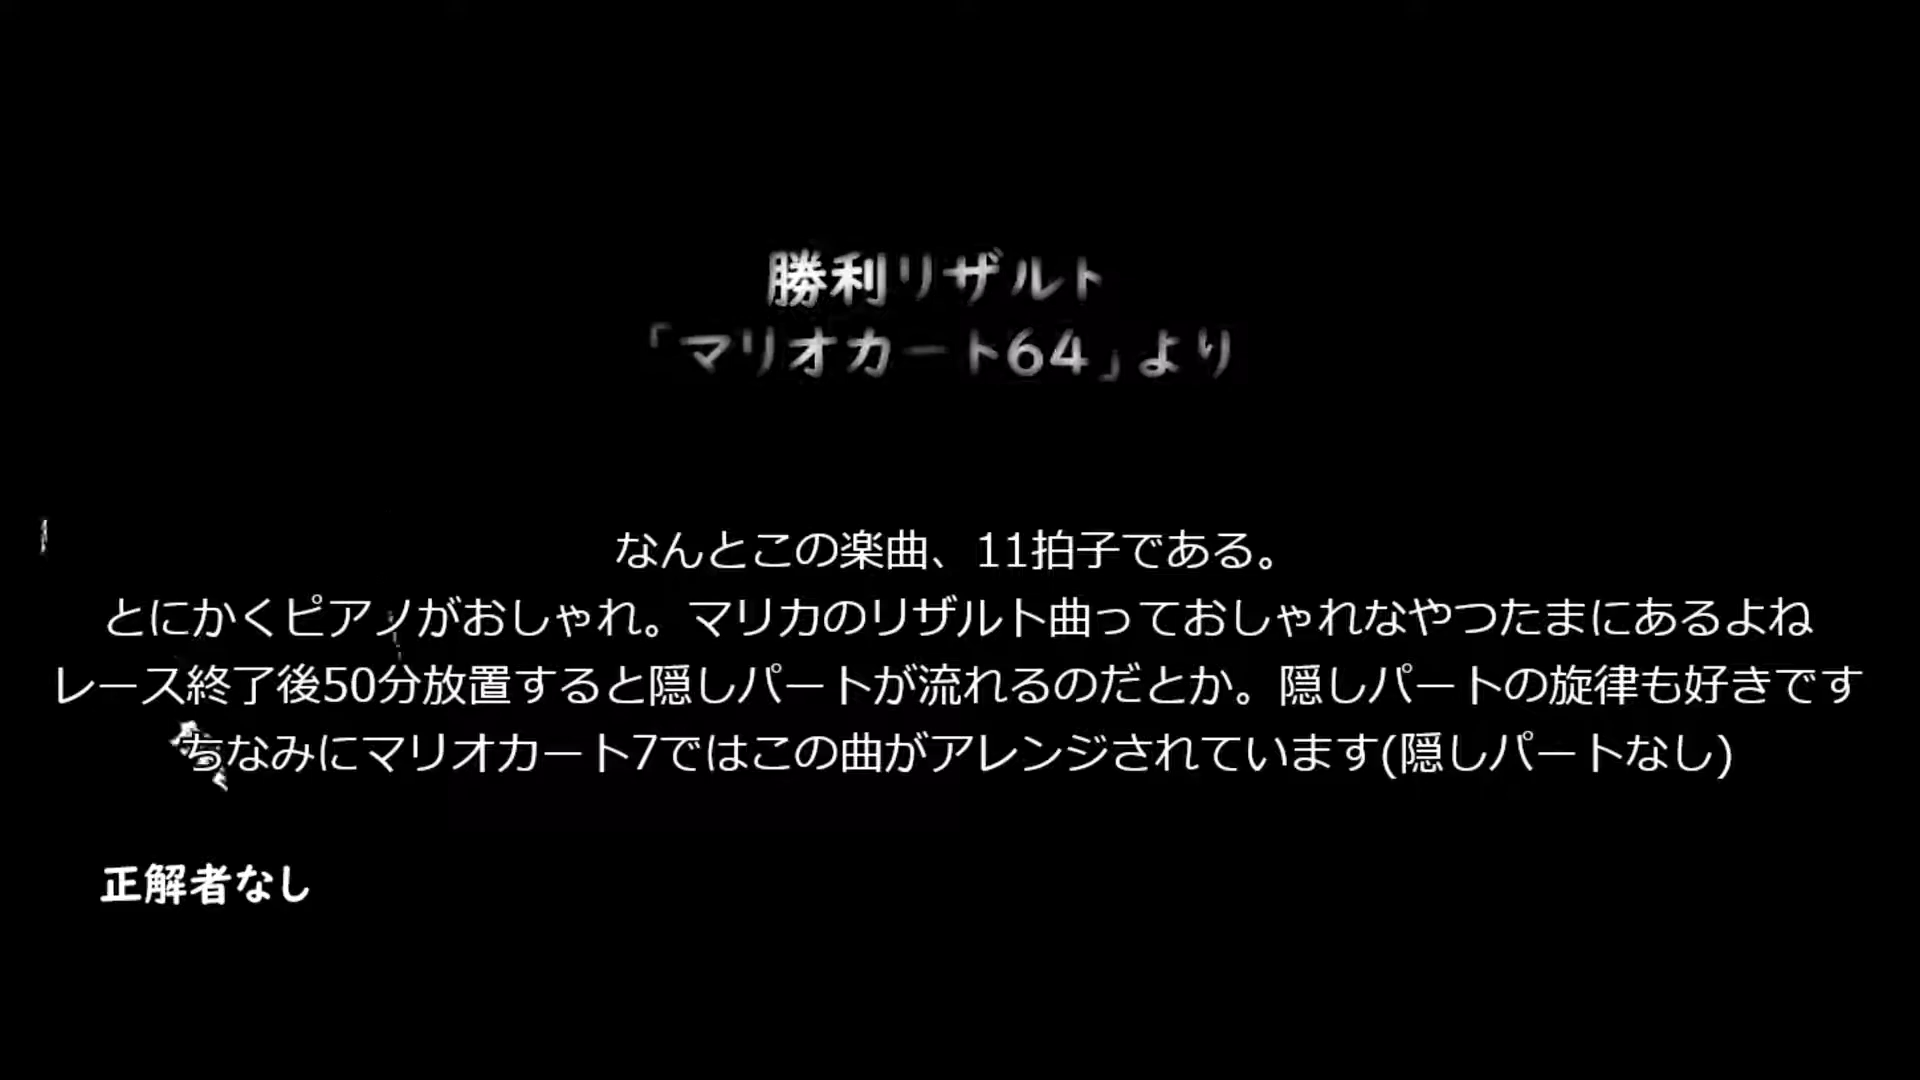 勝利リザルト
「マリオカート64」より
なんとこの楽曲、11拍子である。
とにかくピアノがおしゃれ。マリカのリザルト曲っておしゃれなやつたまにあるよね
レース終了後50分放置すると隠しパートが流れるのだとか。隠しパートの旋律も好きです
ちなみにマリオカート7ではこの曲がアレンジされています(隠しパートなし)
正解者なし